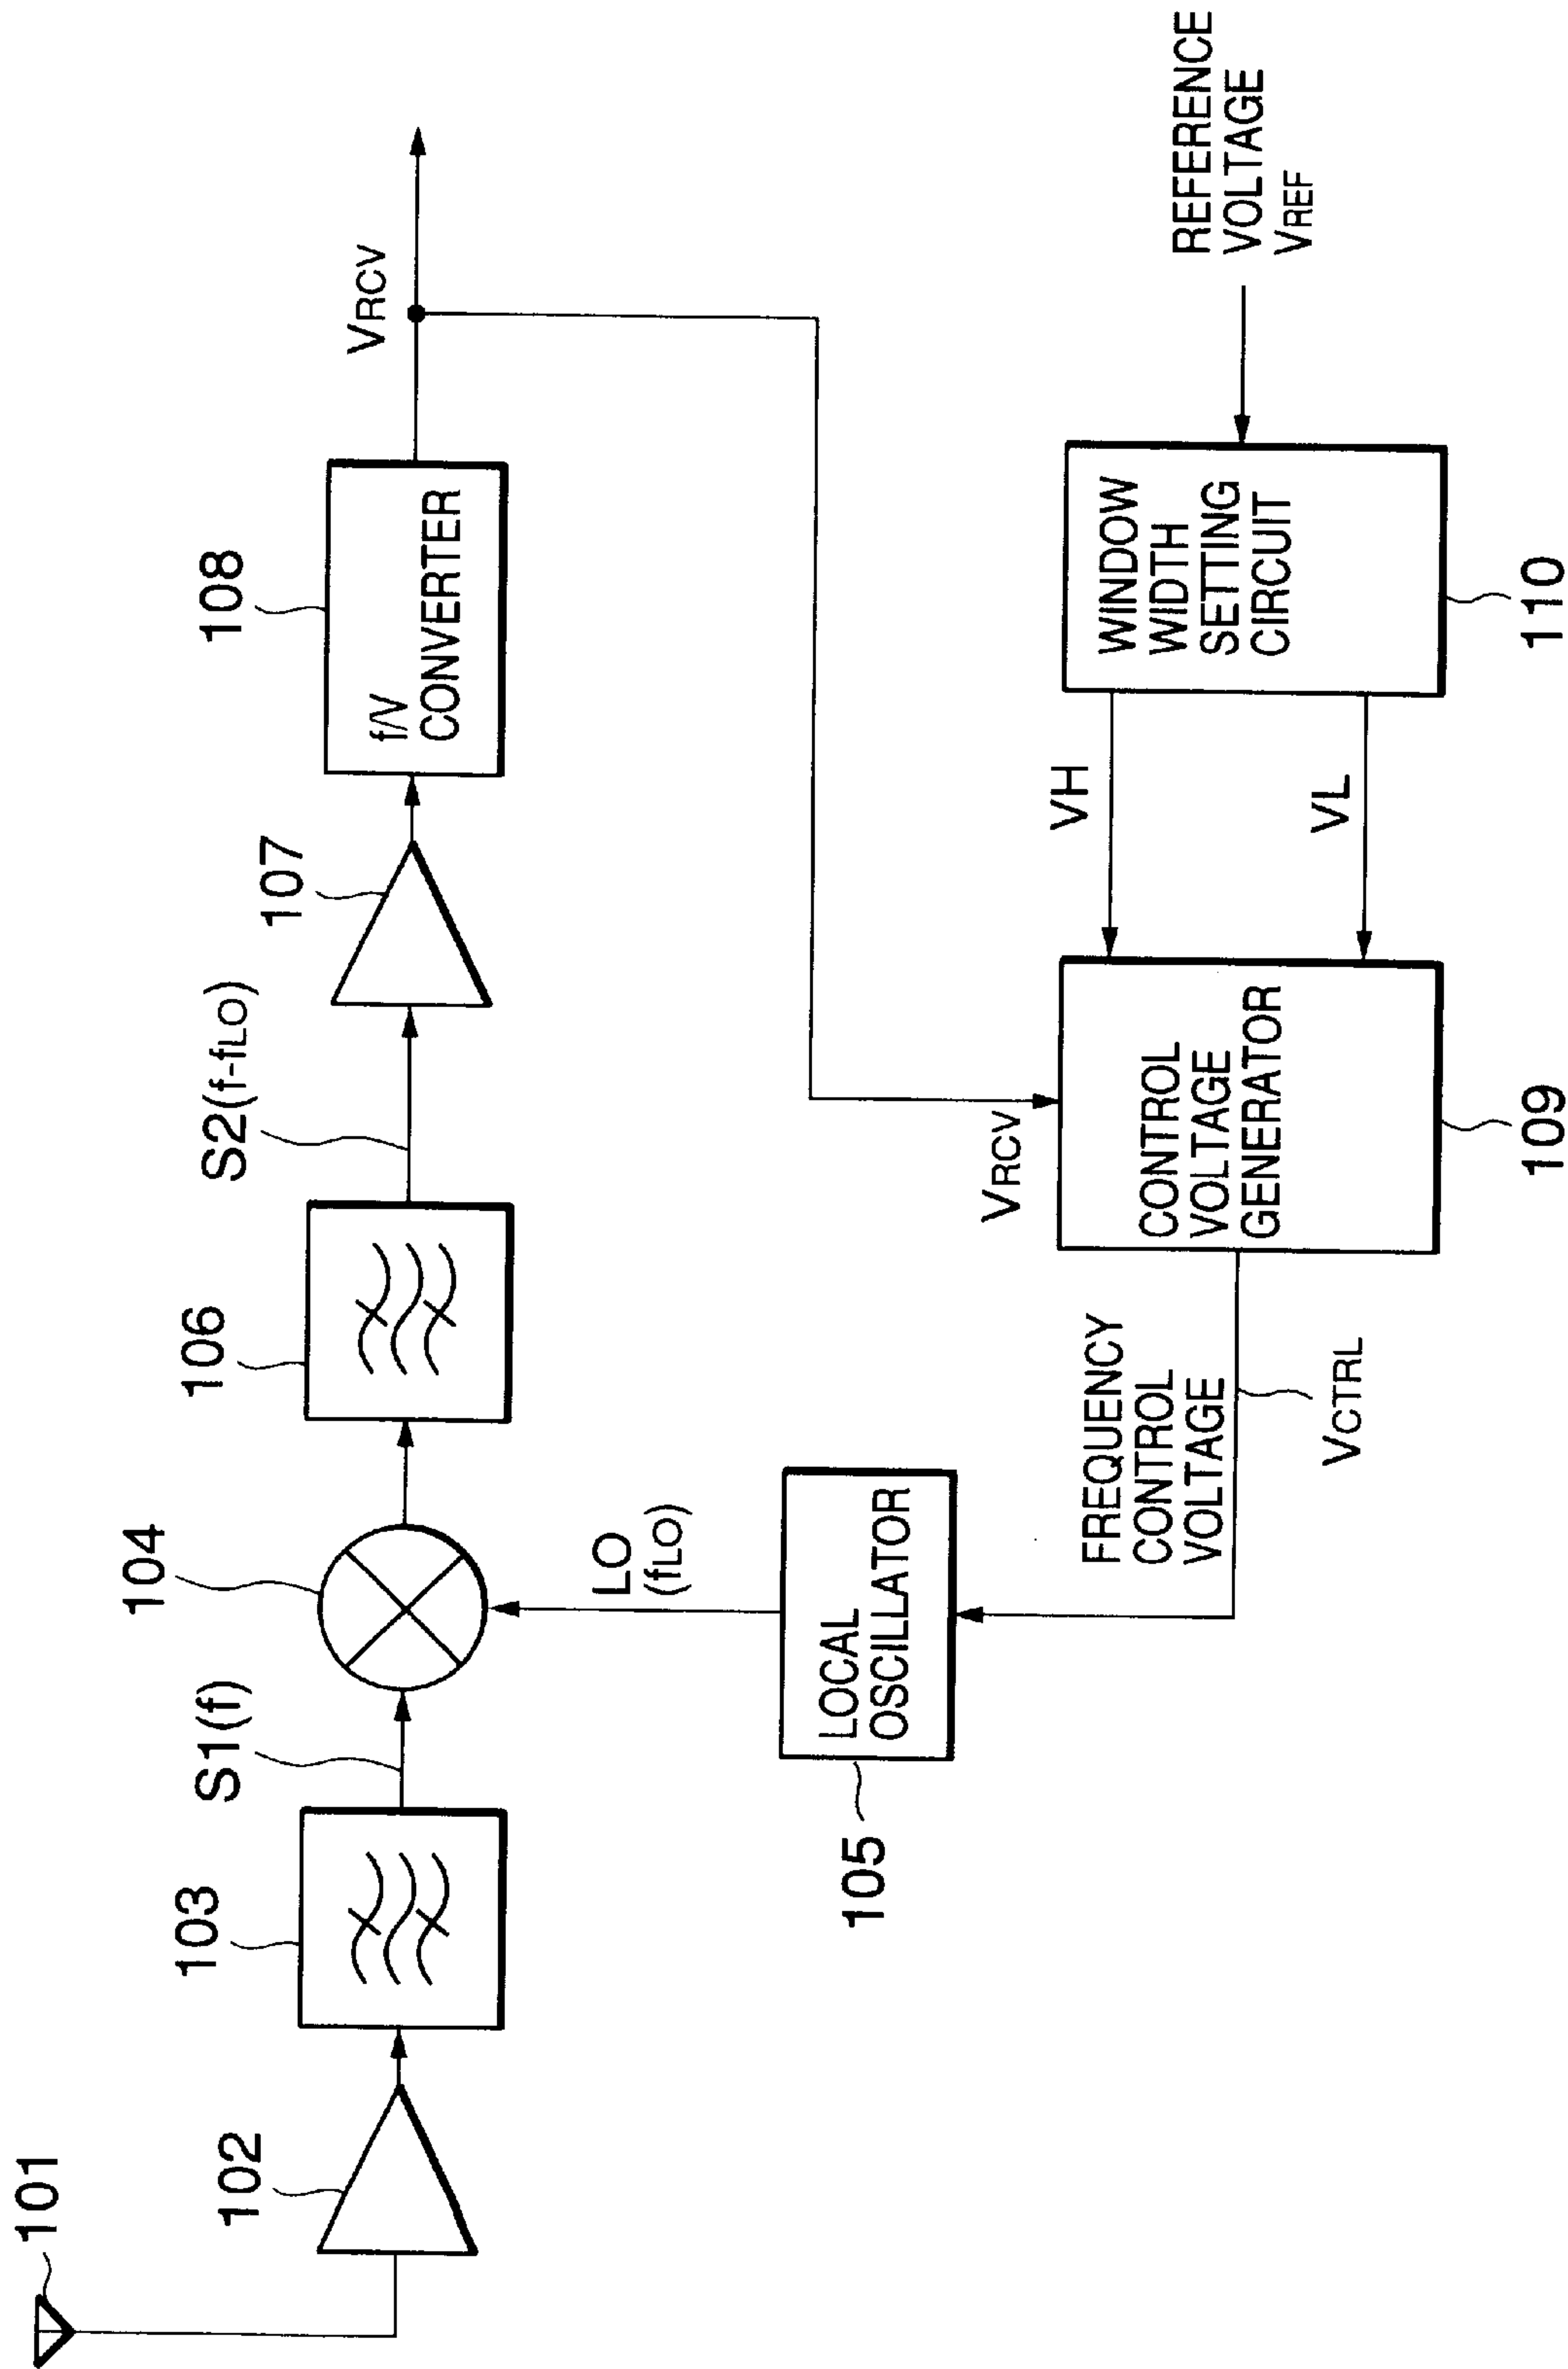 101
102
103
S1(f)
104
106
S2(f-fLO)
107
108
f/V
CONVERTER
VRCV
LO
(fLO)
LOCAL
OSCILLATOR
105
FREQUENCY
CONTROL
VOLTAGE
VCTRL
VRCV
CONTROL
VOLTAGE
GENERATOR
109
VH
VL
WINDOW
WIDTH
SETTING
CIRCUIT
110
REFERENCE
VOLTAGE
VREF